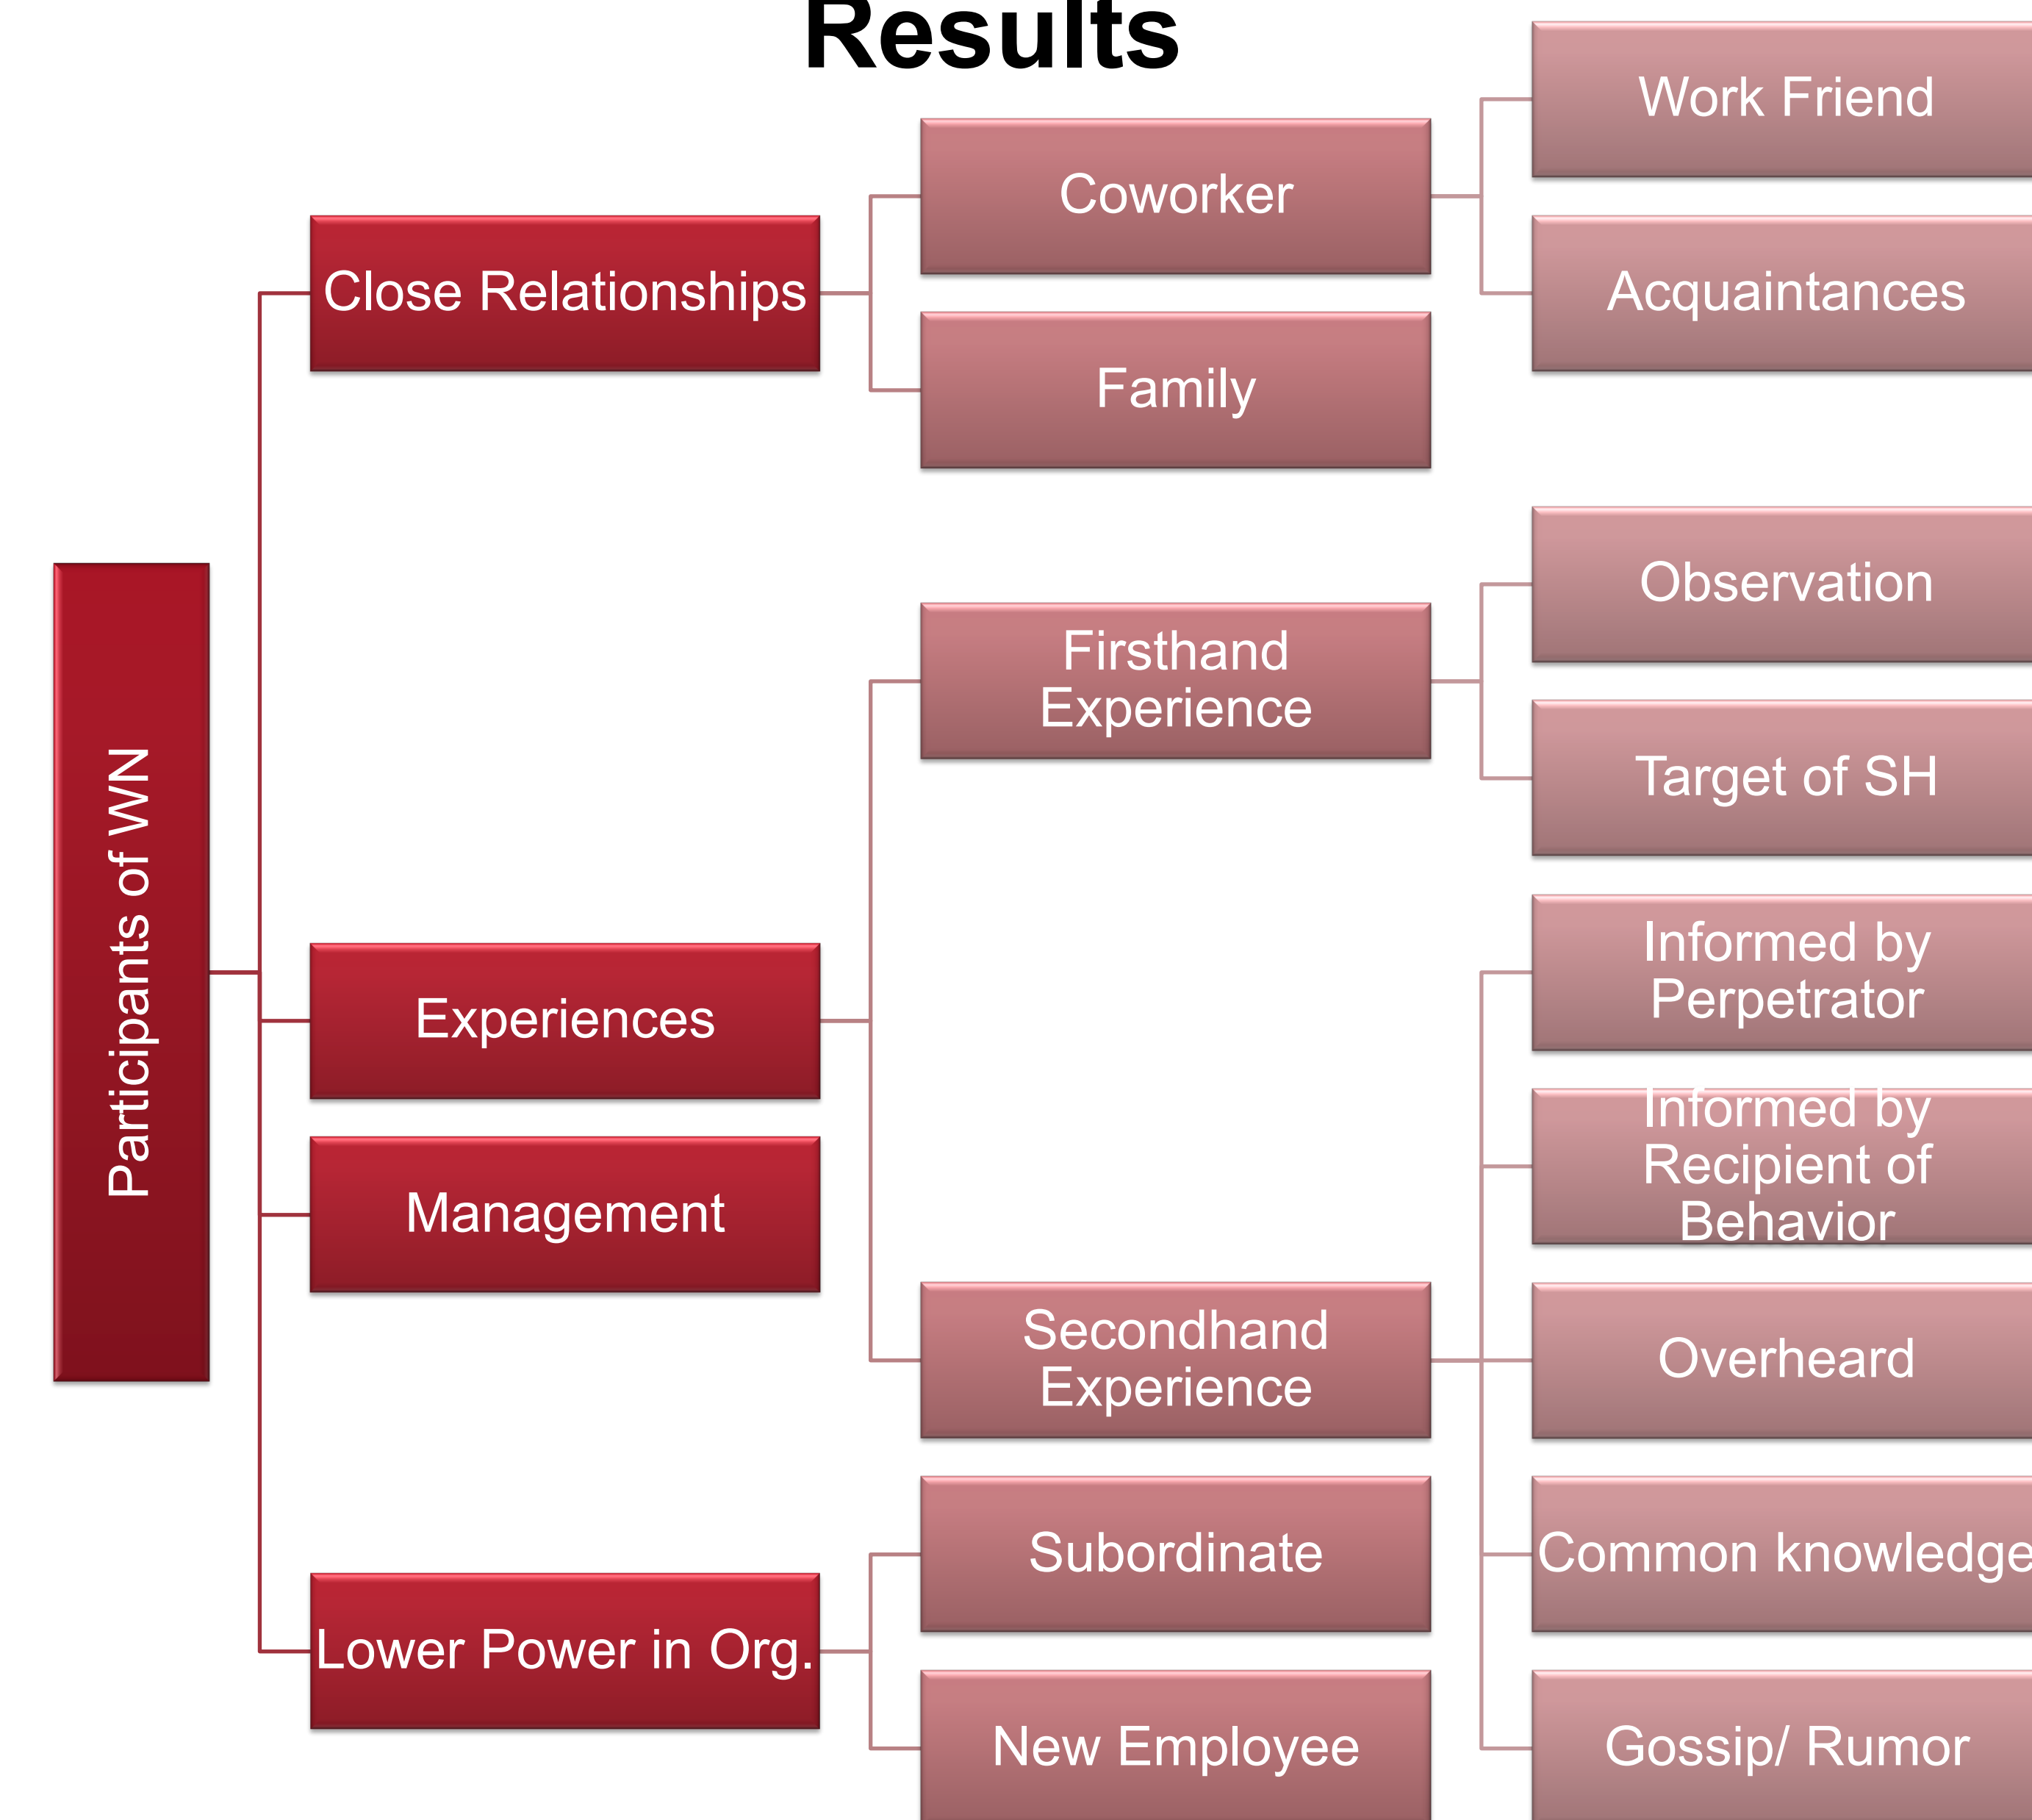 Results
Participants of WN
Close Relationships
Coworker
Work Friend
Acquaintances
Family
Experiences
Firsthand
Experience
Observation
Target of SH
Secondhand
Experience
Informed by
Perpetrator
Informed by
Recipient of
Behavior
Overheard
Common knowledge
Gossip/ Rumor
Management
Lower Power in Org.
Subordinate
New Employee